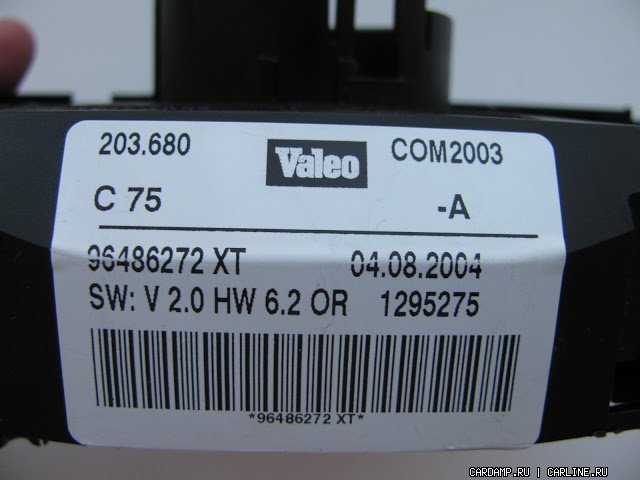 203.680 Valeo COM2003
C 75 -A
96486272 XT 04.08.2004
SW: V 2.0 HW 6.2 OR 1295275
*96486272 XT*
CARDAMP.RU | CARLINE.RU